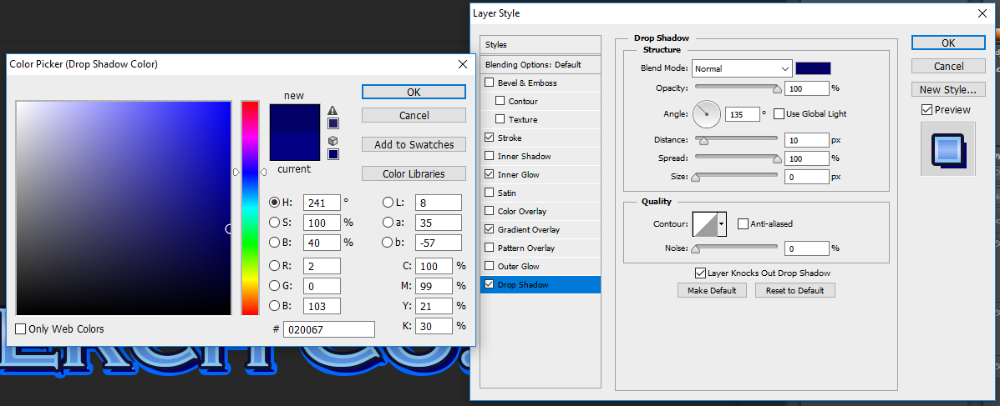 Layer Style
Color Picker (Drop Shadow Color)
new
current
OK
Cancel
Add to Swatches
Color Libraries
H: 241 °
S: 100 %
B: 40 %
R: 2
G: 0
B: 103
L: 8
a: 35
b: -57
C: 100 %
M: 99 %
Y: 21 %
K: 30 %
Only Web Colors
# 020067
ERCH CO.
Styles
Blending Options: Default
Bevel & Emboss
Contour
Texture
Stroke
Inner Shadow
Inner Glow
Satin
Color Overlay
Gradient Overlay
Pattern Overlay
Outer Glow
Drop Shadow
Drop Shadow
Structure
Blend Mode: Normal
Opacity: 100 %
Angle: 135 ° Use Global Light
Distance: 10 px
Spread: 100 %
Size: 0 px
Quality
Contour: Anti-aliased
Noise: 0 %
Layer Knocks Out Drop Shadow
Make Default Reset to Default
OK
Cancel
New Style...
Preview